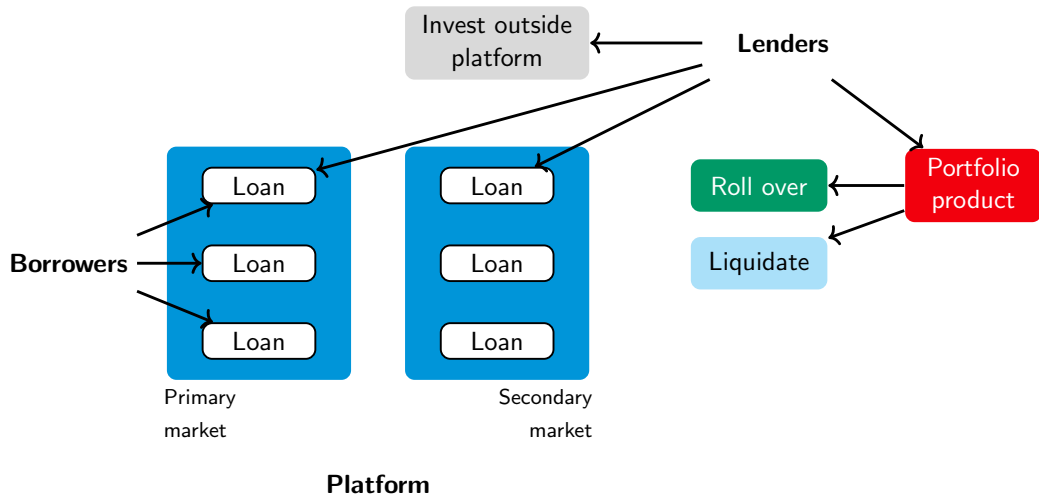 Invest outside
platform
Lenders
Loan
Loan
Roll over
Portfolio
product
Borrowers
Loan
Loan
Liquidate
Loan
Loan
Primary
market
Secondary
market
Platform